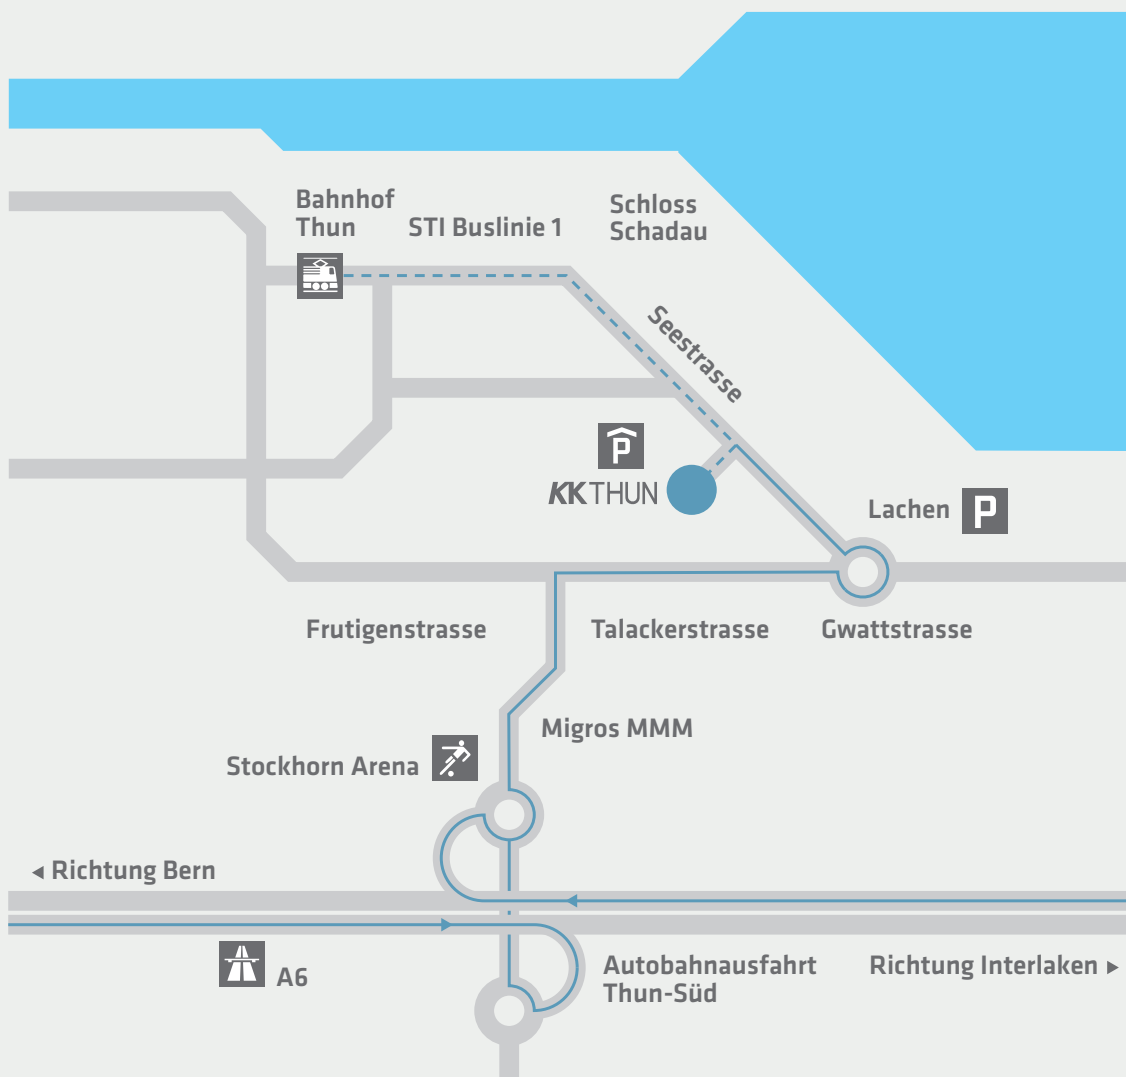 Bahnhof
Thun
STI Buslinie 1
Schloss
Schadau
Seestrasse
P
KKTHUN
Lachen
P
Frutigenstrasse
Talackerstrasse
Gwattstrasse
Migros MMM
Stockhorn Arena
◂ Richtung Bern
A6
Autobahnausfahrt
Thun-Süd
Richtung Interlaken ▸